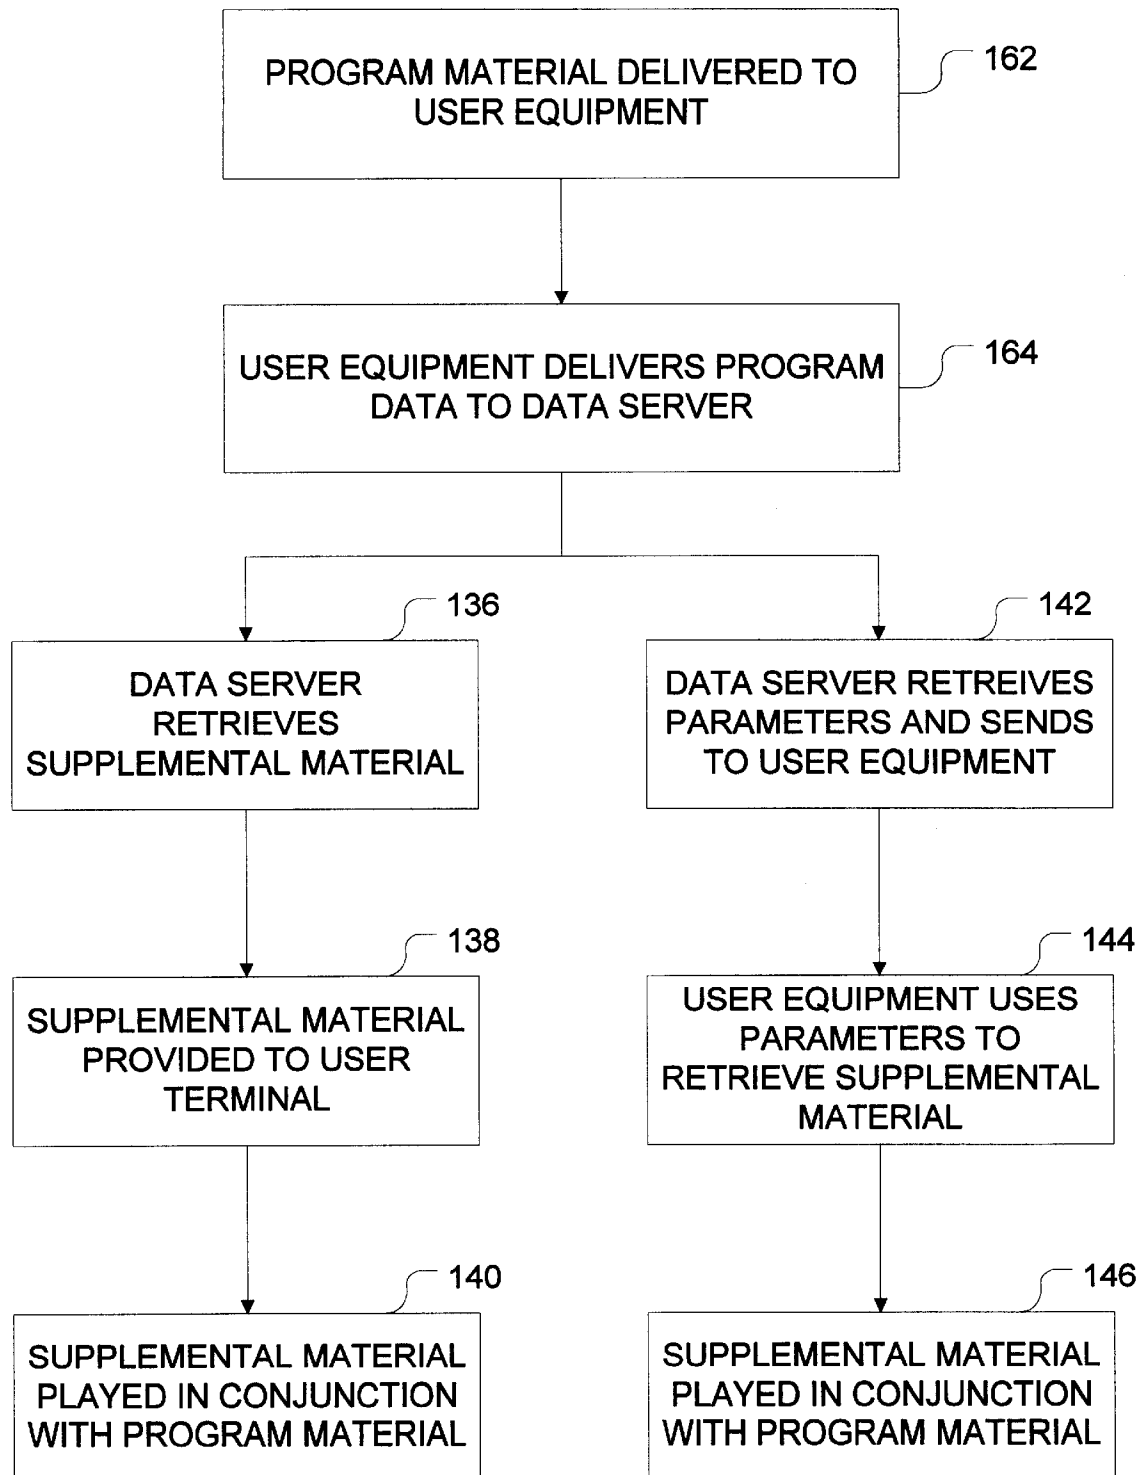 PROGRAM MATERIAL DELIVERED TO
USER EQUIPMENT
162
USER EQUIPMENT DELIVERS PROGRAM
DATA TO DATA SERVER
164
136
DATA SERVER
RETRIEVES
SUPPLEMENTAL MATERIAL
142
DATA SERVER RETREIVES
PARAMETERS AND SENDS
TO USER EQUIPMENT
138
SUPPLEMENTAL MATERIAL
PROVIDED TO USER
TERMINAL
144
USER EQUIPMENT USES
PARAMETERS TO
RETRIEVE SUPPLEMENTAL
MATERIAL
140
SUPPLEMENTAL MATERIAL
PLAYED IN CONJUNCTION
WITH PROGRAM MATERIAL
146
SUPPLEMENTAL MATERIAL
PLAYED IN CONJUNCTION
WITH PROGRAM MATERIAL